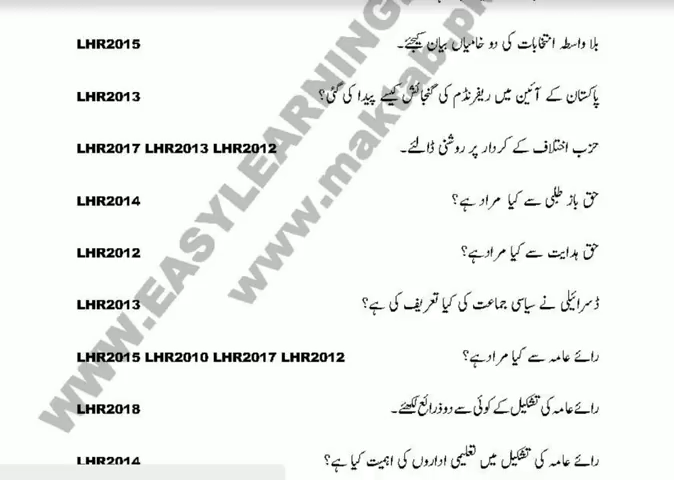 بلا واسطہ انتخابات کی دو خامیاں بیان کیجئے۔ LHR2015
پاکستان کے آئین میں ریفرنڈم کی گنجائش کیسے پیدا کی گئی؟ LHR2013
حزب اختلاف کے کردار پر روشنی ڈالئے۔ LHR2017 LHR2013 LHR2012
حق باز طلبی سے کیا مراد ہے؟ LHR2014
حق ہدایت سے کیا مراد ہے؟ LHR2012
ڈسرائیلی نے سیاسی جماعت کی کیا تعریف کی ہے؟ LHR2013
رائے عامہ سے کیا مراد ہے؟ LHR2015 LHR2010 LHR2017 LHR2012
رائے عامہ کی تشکیل کے کوئی سے دو ذرائع لکھئے۔ LHR2018
رائے عامہ کی تشکیل میں تعلیمی اداروں کی اہمیت کیا ہے؟ LHR2014
WWW.EASYLEARNING.
www.maktab.pk